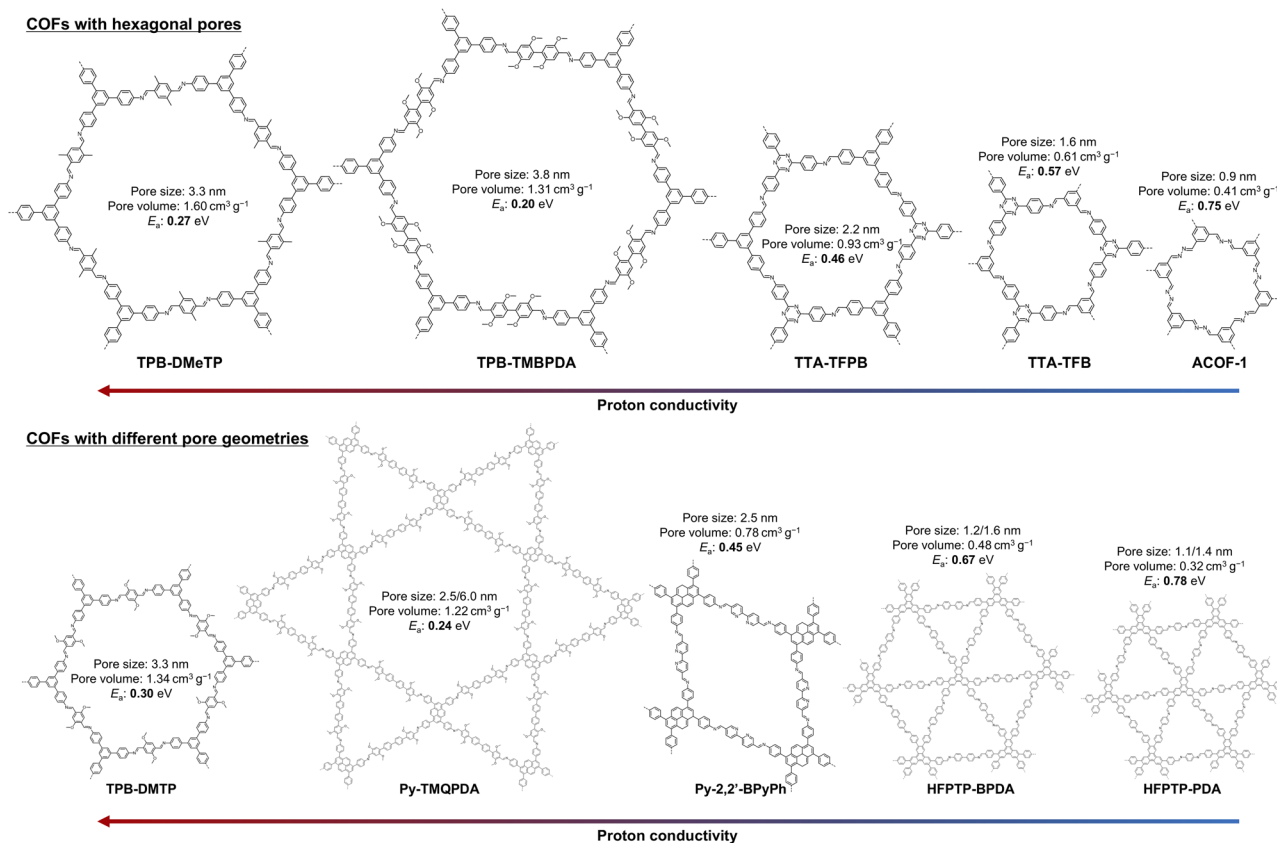 COFs with hexagonal pores
Pore size: 3.3 nm
Pore volume: 1.60 cm³ g⁻¹
Eₐ: 0.27 eV
TPB-DMeTP
Pore size: 3.8 nm
Pore volume: 1.31 cm³ g⁻¹
Eₐ: 0.20 eV
TPB-TMBPDA
Pore size: 2.2 nm
Pore volume: 0.93 cm³ g⁻¹
Eₐ: 0.46 eV
TTA-TFPB
Pore size: 1.6 nm
Pore volume: 0.61 cm³ g⁻¹
Eₐ: 0.57 eV
TTA-TFB
Pore size: 0.9 nm
Pore volume: 0.41 cm³ g⁻¹
Eₐ: 0.75 eV
ACOF-1
Proton conductivity
COFs with different pore geometries
Pore size: 3.3 nm
Pore volume: 1.34 cm³ g⁻¹
Eₐ: 0.30 eV
TPB-DMTP
Pore size: 2.5/6.0 nm
Pore volume: 1.22 cm³ g⁻¹
Eₐ: 0.24 eV
Py-TMQPDA
Pore size: 2.5 nm
Pore volume: 0.78 cm³ g⁻¹
Eₐ: 0.45 eV
Py-2,2'-BPyPh
Pore size: 1.2/1.6 nm
Pore volume: 0.48 cm³ g⁻¹
Eₐ: 0.67 eV
HFPTP-BPDA
Pore size: 1.1/1.4 nm
Pore volume: 0.32 cm³ g⁻¹
Eₐ: 0.78 eV
HFPTP-PDA
Proton conductivity